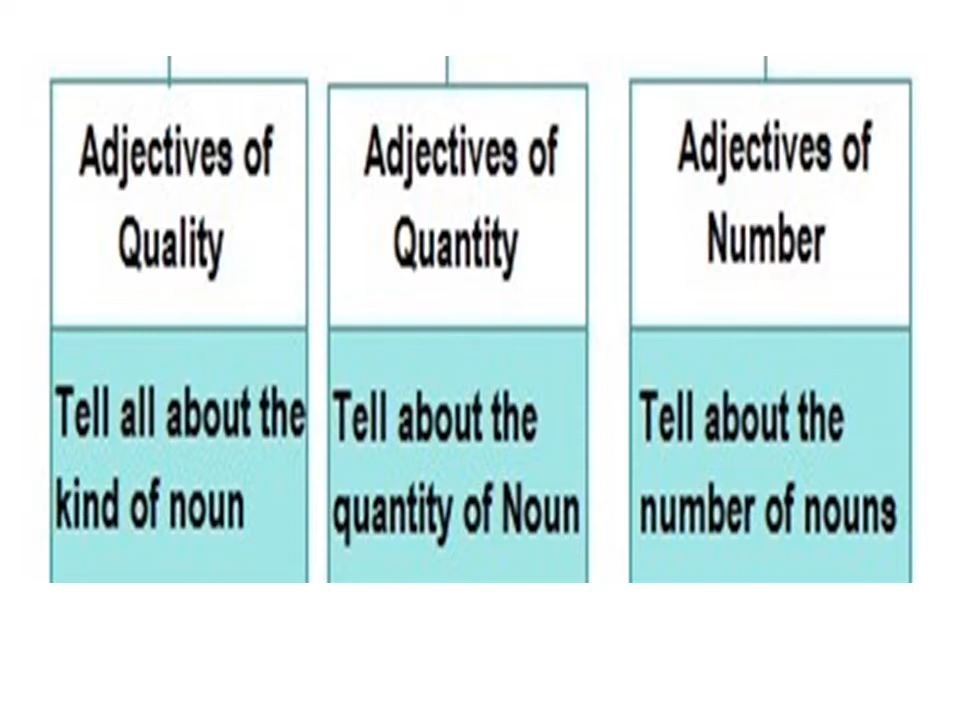 Adjectives of
Quality
Tell all about the
kind of noun
Adjectives of
Quantity
Tell about the
quantity of Noun
Adjectives of
Number
Tell about the
number of nouns